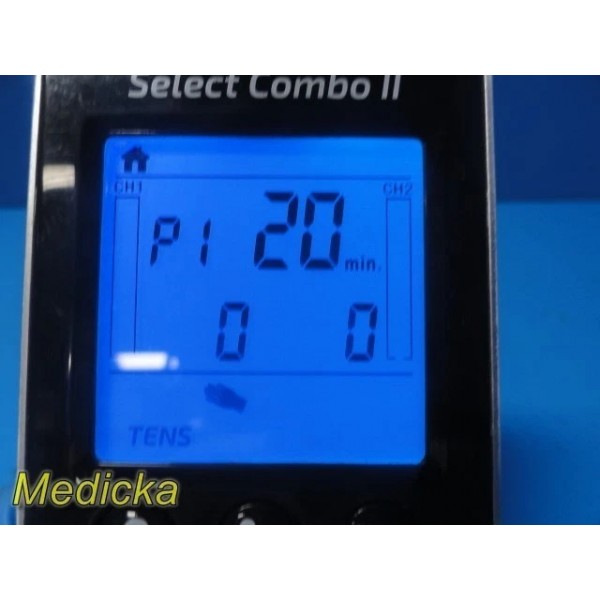 Select Combo II
CH1 CH2
P1 20 min.
0 0
TENS
Medicka